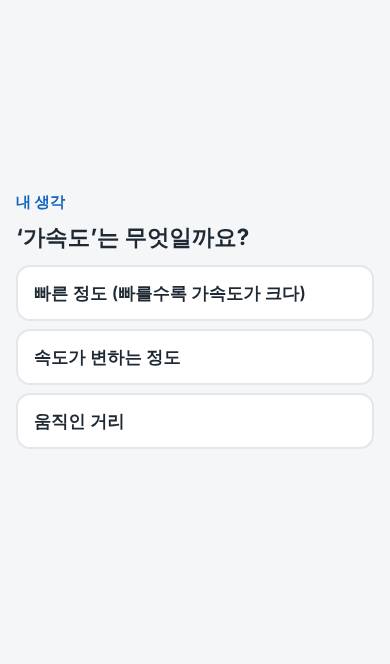 내 생각
‘가속도’는 무엇일까요?
빠른 정도 (빠를수록 가속도가 크다)
속도가 변하는 정도
움직인 거리